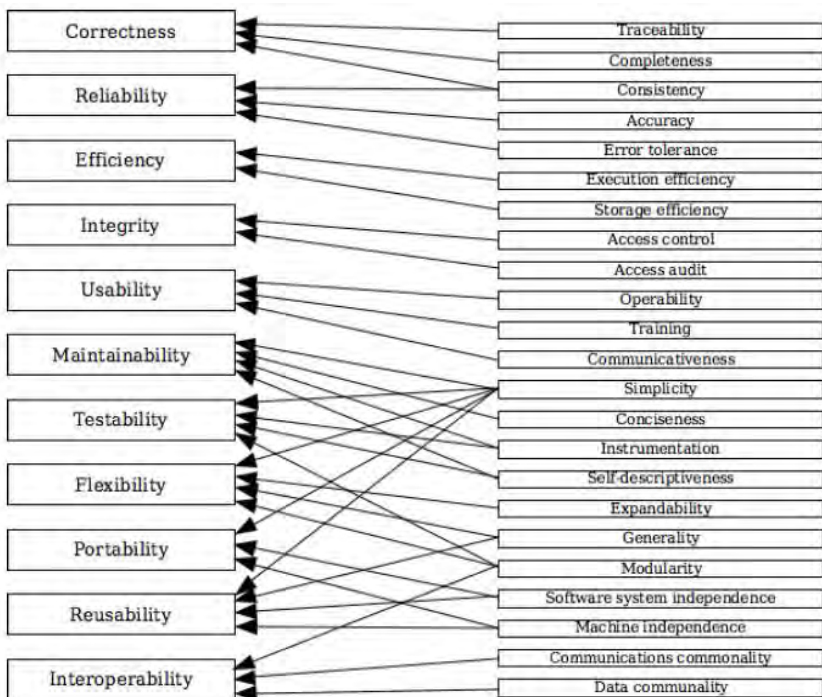 Correctness
Reliability
Efficiency
Integrity
Usability
Maintainability
Testability
Flexibility
Portability
Reusability
Interoperability
Traceability
Completeness
Consistency
Accuracy
Error tolerance
Execution efficiency
Storage efficiency
Access control
Access audit
Operability
Training
Communicativeness
Simplicity
Conciseness
Instrumentation
Self-descriptiveness
Expandability
Generality
Modularity
Software system independence
Machine independence
Communications commonality
Data communality